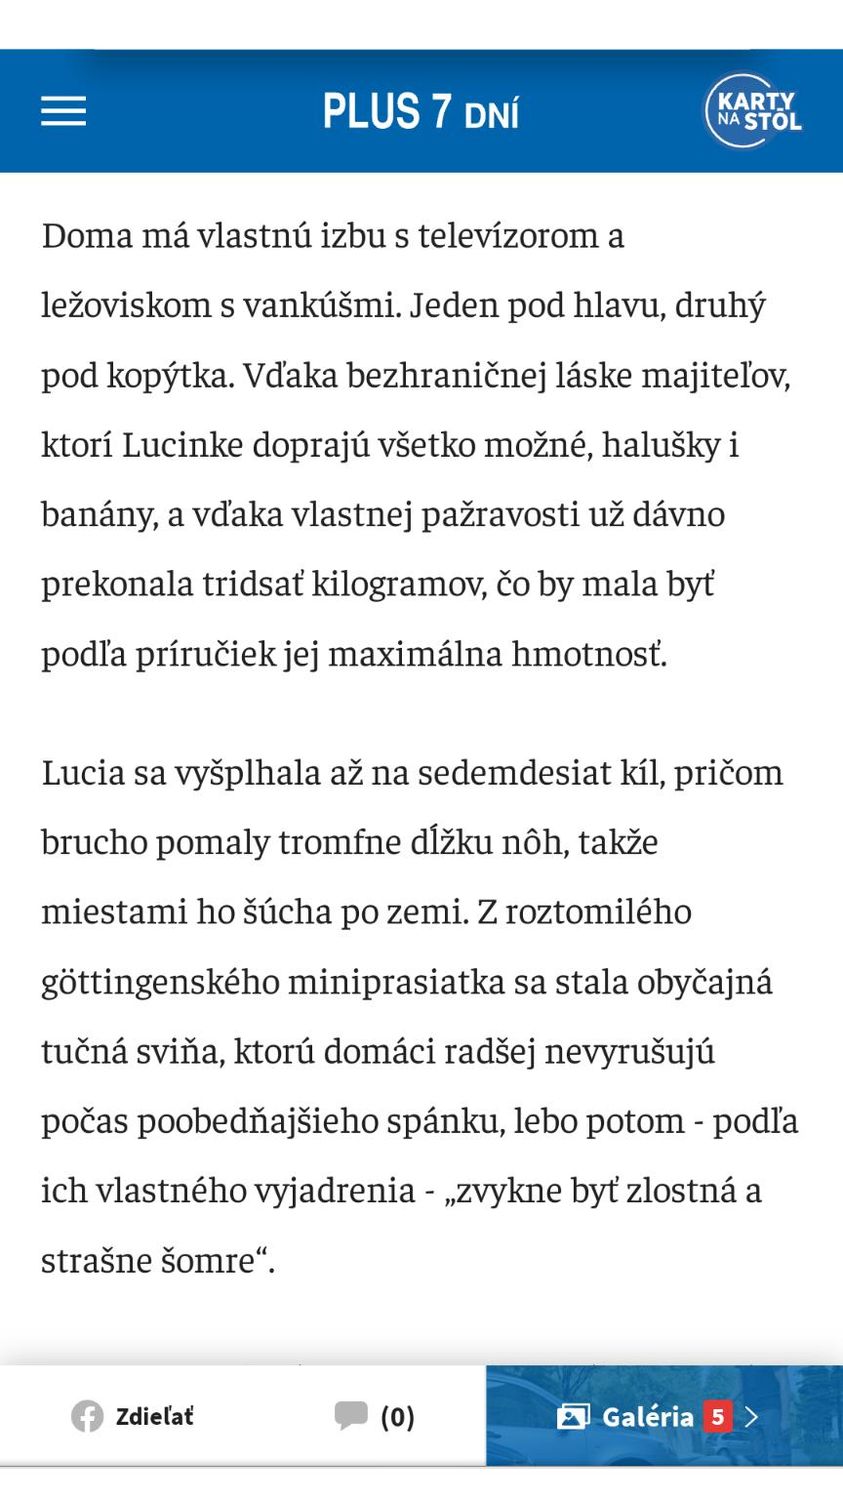 PLUS 7 DNÍ
KARTY
NA STÔL
Doma má vlastnú izbu s televízorom a
ležoviskom s vankúšmi. Jeden pod hlavu, druhý
pod kopýtka. Vďaka bezhraničnej láske majiteľov,
ktorí Lucinke doprajú všetko možné, halušky i
banány, a vďaka vlastnej pažravosti už dávno
prekonala tridsať kilogramov, čo by mala byť
podľa príručiek jej maximálna hmotnosť.
Lucia sa vyšplhala až na sedemdesiat kíl, pričom
brucho pomaly tromfne dĺžku nôh, takže
miestami ho šúcha po zemi. Z roztomilého
göttingenského miniprasiatka sa stala obyčajná
tučná sviňa, ktorú domáci radšej nevyrušujú
počas poobedňajšieho spánku, lebo potom - podľa
ich vlastného vyjadrenia - „zvykne byť zlostná a
strašne šomre“.
Zdieľať (0) Galéria 5